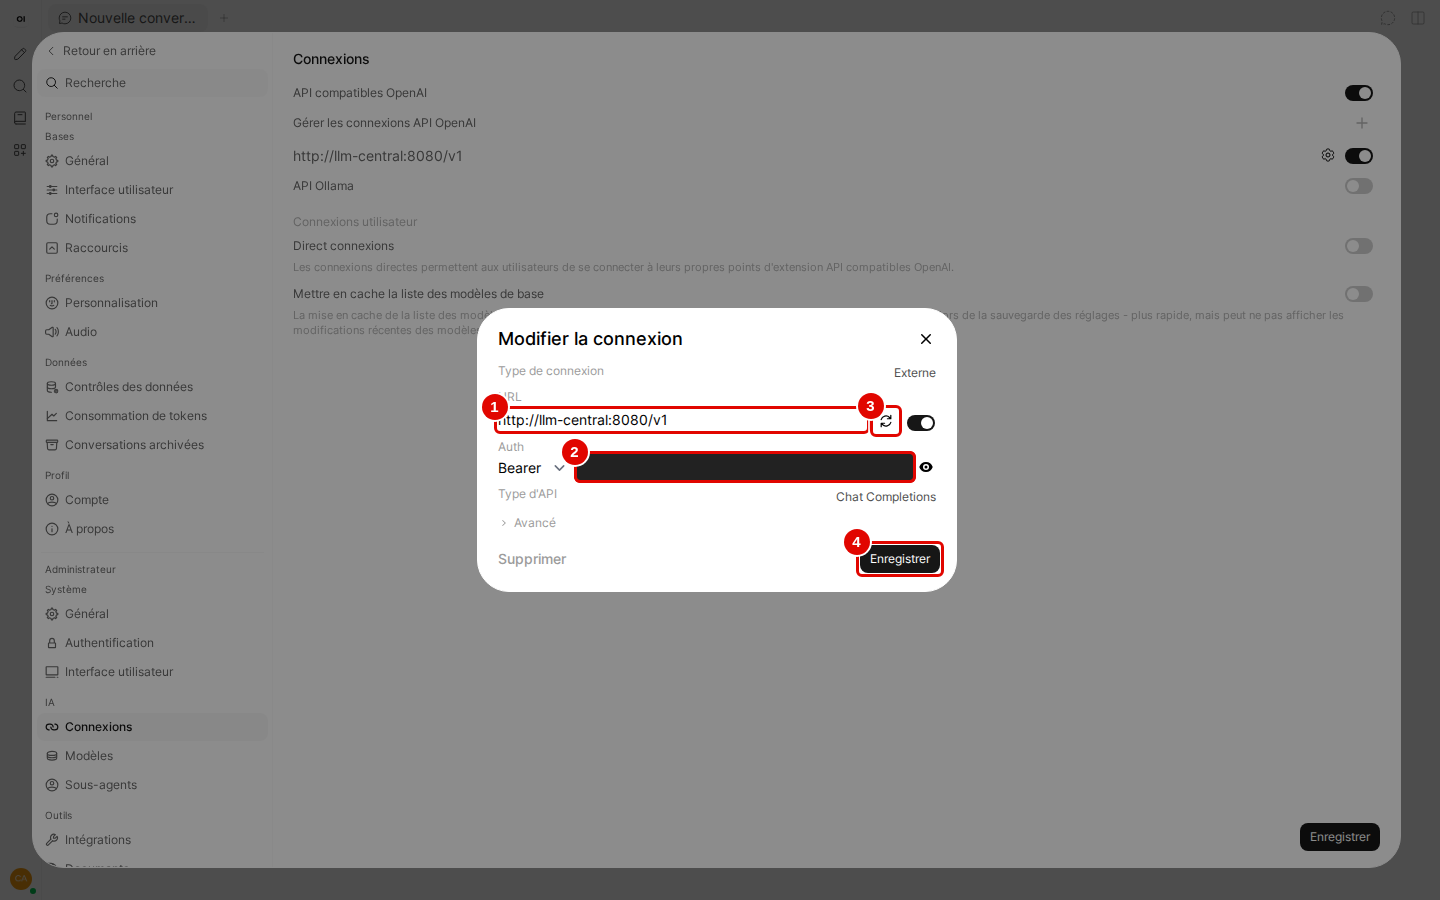 OI
Nouvelle conver...
Retour en arrière
Recherche
Personnel
Bases
Général
Interface utilisateur
Notifications
Raccourcis
Préférences
Personnalisation
Audio
Données
Contrôles des données
Consommation de tokens
Conversations archivées
Profil
Compte
À propos
Administrateur
Système
Général
Authentification
Interface utilisateur
IA
Connexions
Modèles
Sous-agents
Outils
Intégrations
CA
Connexions
API compatibles OpenAI
Gérer les connexions API OpenAI
http://llm-central:8080/v1
API Ollama
Connexions utilisateur
Direct connexions
Les connexions directes permettent aux utilisateurs de se connecter à leurs propres points d'extension API compatibles OpenAI.
Mettre en cache la liste des modèles de base
La mise en cache de la liste des de la sauvegarde des réglages - plus rapide, mais peut ne pas afficher les
modifications récentes des
Modifier la connexion
Type de connexion
Externe
1
3
http://llm-central:8080/v1
Auth
2
Bearer
Type d'API
Chat Completions
Avancé
4
Supprimer
Enregistrer
Enregistrer